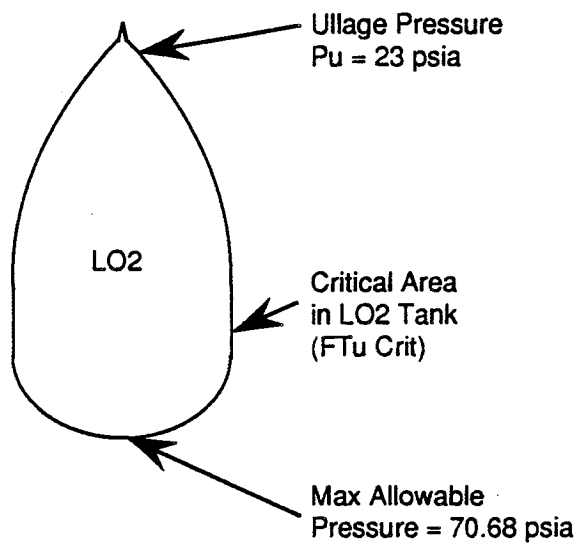 Ullage Pressure
Pu = 23 psia
LO2
Critical Area
in LO2 Tank
(FTu Crit)
Max Allowable
Pressure = 70.68 psia